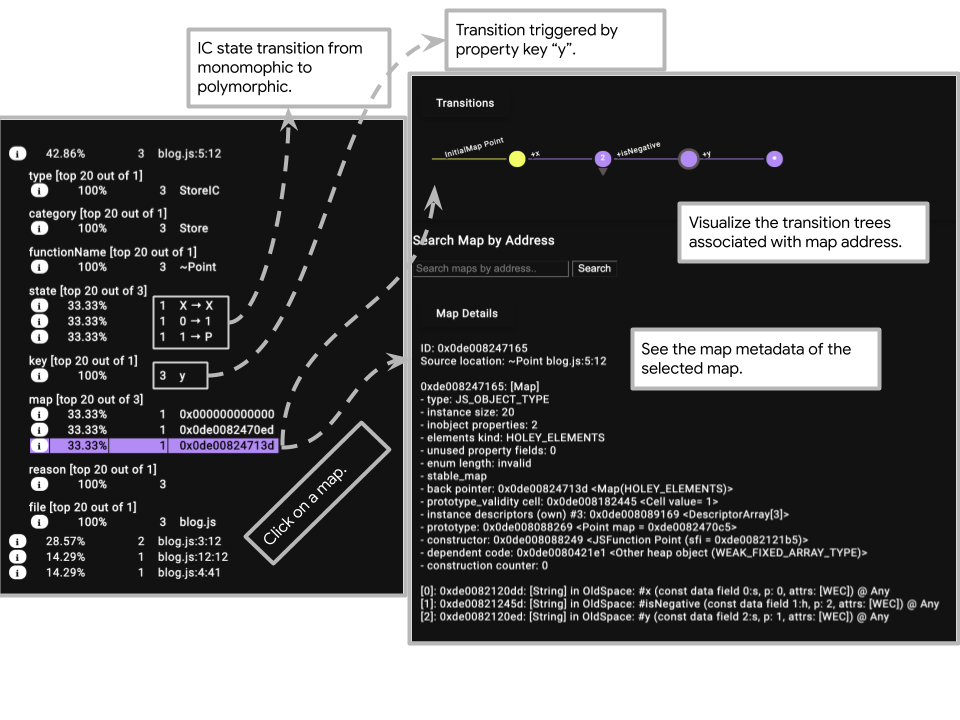 IC state transition from
monomophic to
polymorphic.
Transition triggered by
property key “y”.
i 42.86% 3 blog.js:5:12
type [top 20 out of 1]
i 100% 3 StoreIC
category [top 20 out of 1]
i 100% 3 Store
functionName [top 20 out of 1]
i 100% 3 ~Point
state [top 20 out of 3]
i 33.33% 1 X → X
i 33.33% 1 0 → 1
i 33.33% 1 1 → P
key [top 20 out of 1]
i 100% 3 y
map [top 20 out of 3]
i 33.33% 1 0x000000000000
i 33.33% 1 0x0de0082470ed
i 33.33% 1 0x0de00824713d
reason [top 20 out of 1]
i 100% 3
file [top 20 out of 1]
i 100% 3 blog.js
i 28.57% 2 blog.js:3:12
i 14.29% 1 blog.js:12:12
i 14.29% 1 blog.js:4:41
Click on a map.
Transitions
InitialMap Point +x 2 +isNegative +y
Visualize the transition trees
associated with map address.
Search Map by Address
Search maps by address.. Search
Map Details
See the map metadata of the
selected map.
ID: 0x0de008247165
Source location: ~Point blog.js:5:12
0xde008247165: [Map]
- type: JS_OBJECT_TYPE
- instance size: 20
- inobject properties: 2
- elements kind: HOLEY_ELEMENTS
- unused property fields: 0
- enum length: invalid
- stable_map
- back pointer: 0x0de00824713d <Map(HOLEY_ELEMENTS)>
- prototype_validity cell: 0x0de008182445 <Cell value= 1>
- instance descriptors (own) #3: 0x0de008089169 <DescriptorArray[3]>
- prototype: 0x0de008088269 <Point map = 0xde0082470c5>
- constructor: 0x0de008088249 <JSFunction Point (sfi = 0xde0082121b5)>
- dependent code: 0x0de0080421e1 <Other heap object (WEAK_FIXED_ARRAY_TYPE)>
- construction counter: 0
[0]: 0xde0082120dd: [String] in OldSpace: #x (const data field 0:s, p: 0, attrs: [WEC]) @ Any
[1]: 0xde00821245d: [String] in OldSpace: #isNegative (const data field 1:h, p: 2, attrs: [WEC]) @ Any
[2]: 0xde0082120ed: [String] in OldSpace: #y (const data field 2:s, p: 1, attrs: [WEC]) @ Any